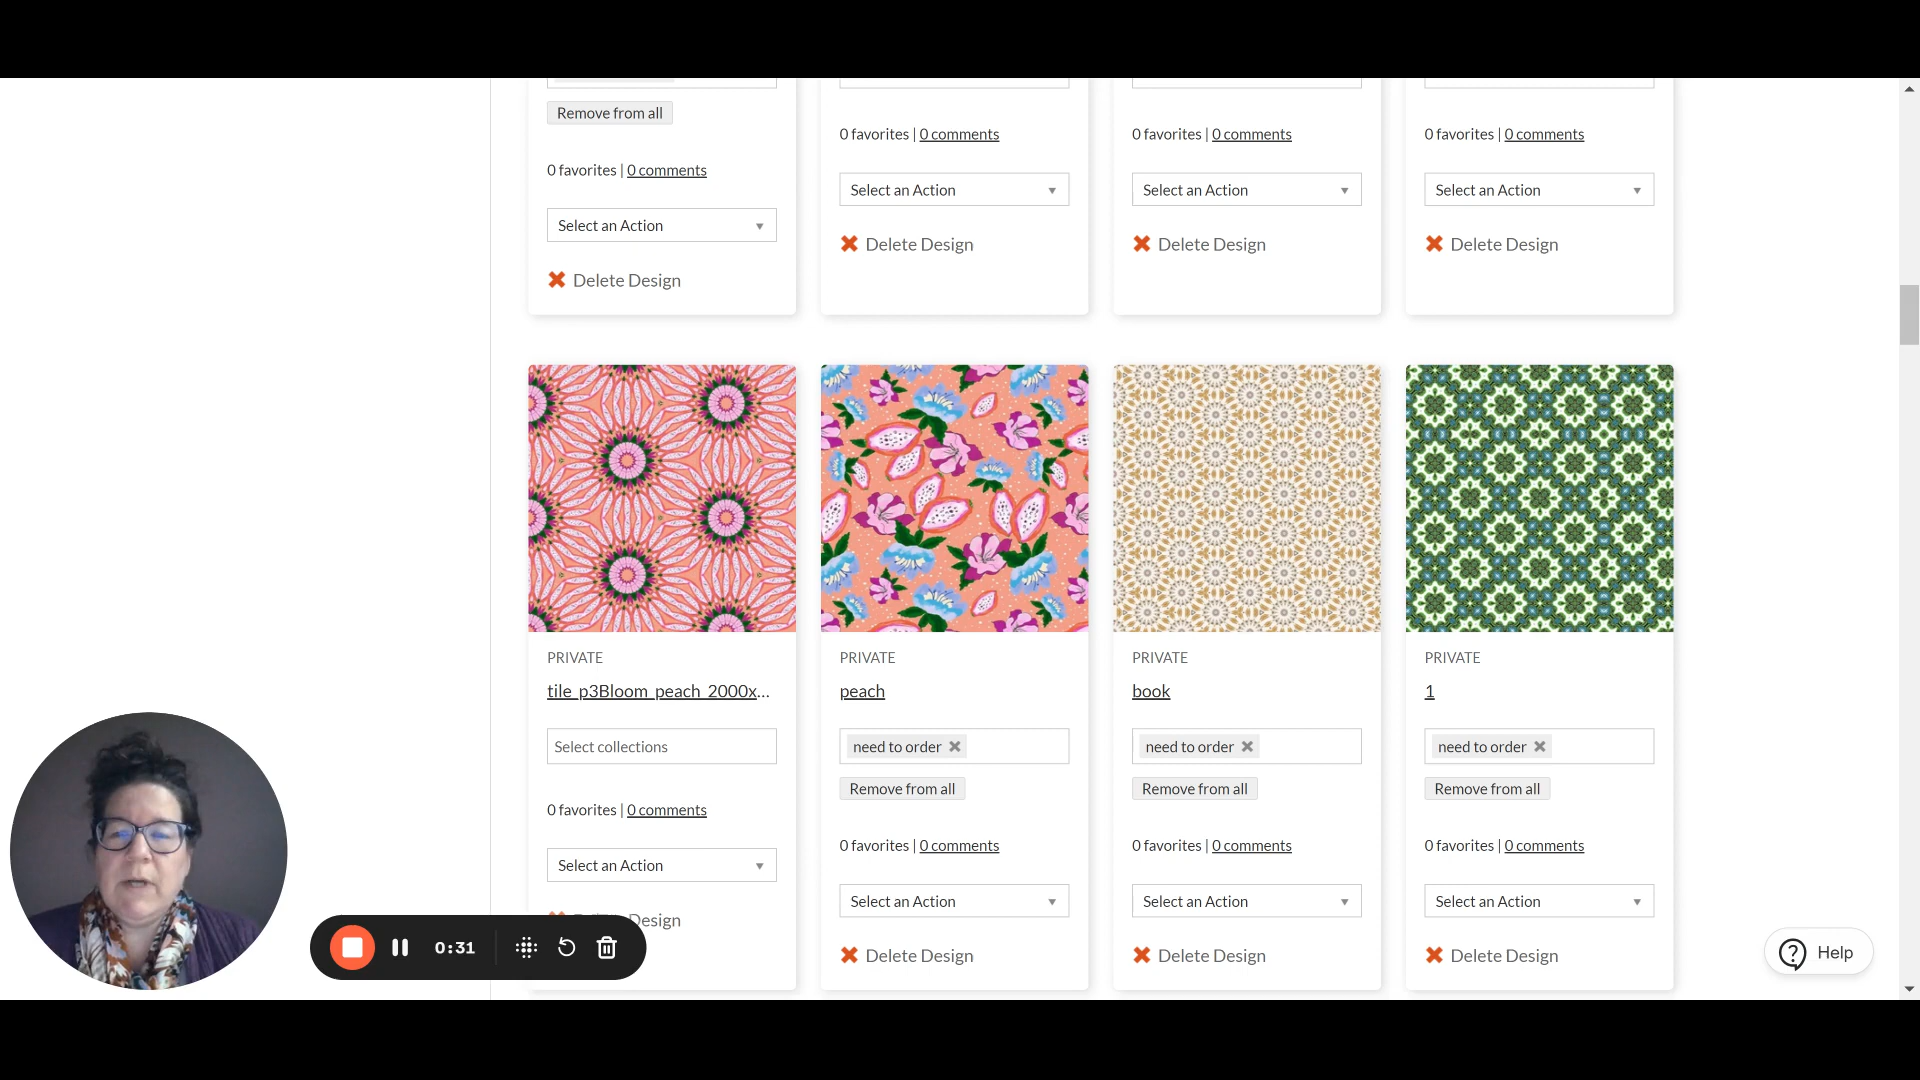 Remove from all
0 favorites | 0 comments
Select an Action
Delete Design
0 favorites | 0 comments
Select an Action
Delete Design
0 favorites | 0 comments
Select an Action
Delete Design
0 favorites | 0 comments
Select an Action
Delete Design
PRIVATE
tile_p3Bloom_peach_2000x...
Select collections
0 favorites | 0 comments
Select an Action
Design
PRIVATE
peach
need to order
Remove from all
0 favorites | 0 comments
Select an Action
Delete Design
PRIVATE
book
need to order
Remove from all
0 favorites | 0 comments
Select an Action
Delete Design
PRIVATE
1
need to order
Remove from all
0 favorites | 0 comments
Select an Action
Delete Design
0:31
Help